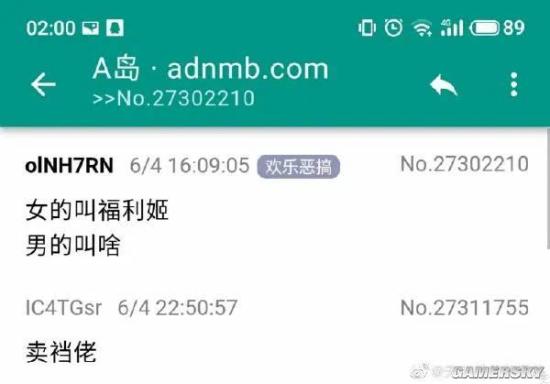 02:00
4G
89
A岛 · adnmb.com
>>No.27302210
olNH7RN 6/4 16:09:05 欢乐恶搞 No.27302210
女的叫福利姬
男的叫啥
IC4TGsr 6/4 22:50:57 No.27311755
卖裆佬
GAMERSKY